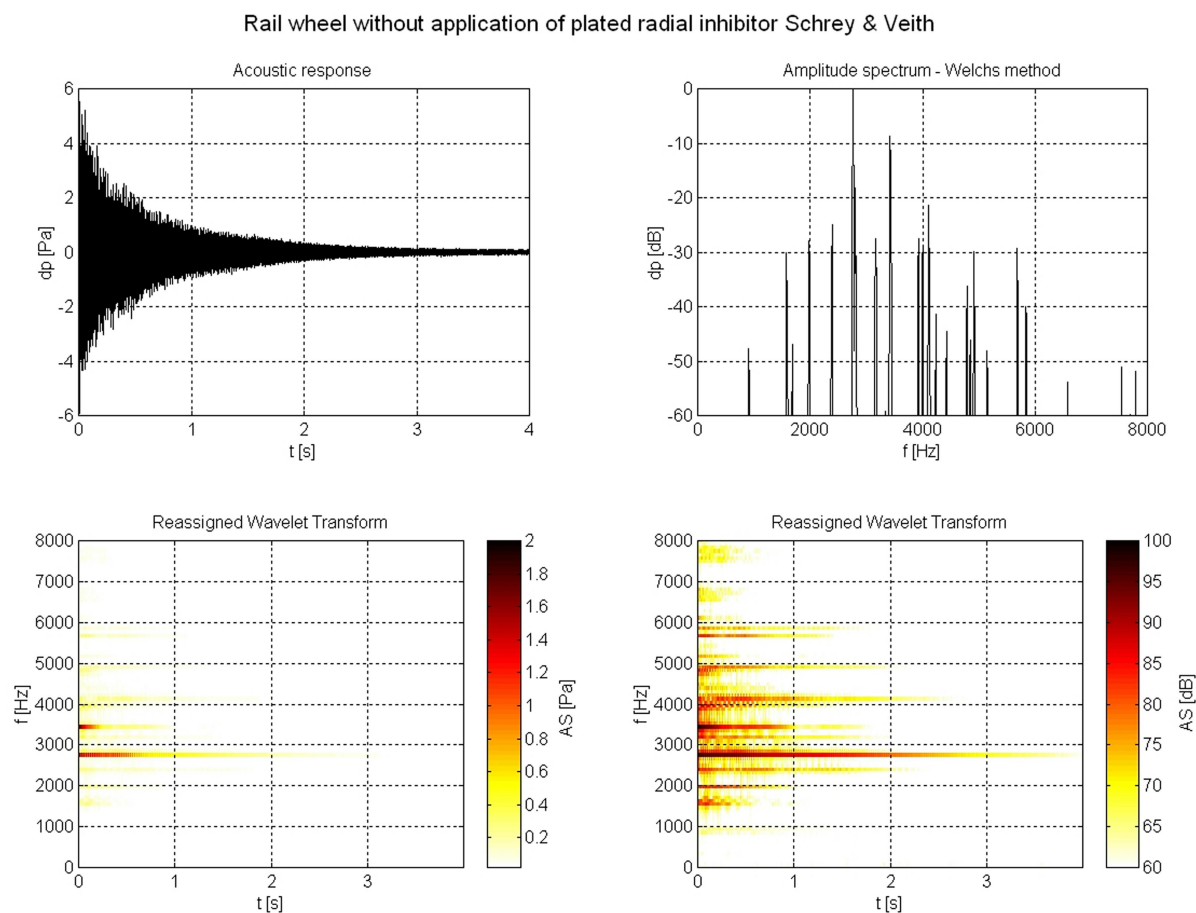 Rail wheel without application of plated radial inhibitor Schrey & Veith
Acoustic response
6
4
2
0
-2
-4
-6
dp [Pa]
0 1 2 3 4
t [s]
Amplitude spectrum - Welchs method
0
-10
-20
-30
-40
-50
-60
dp [dB]
0 2000 4000 6000 8000
f [Hz]
Reassigned Wavelet Transform
8000
7000
6000
5000
4000
3000
2000
1000
0
f [Hz]
0 1 2 3
t [s]
2
1.8
1.6
1.4
1.2
1
0.8
0.6
0.4
0.2
AS [Pa]
Reassigned Wavelet Transform
8000
7000
6000
5000
4000
3000
2000
1000
0
f [Hz]
0 1 2 3
t [s]
100
95
90
85
80
75
70
65
60
AS [dB]